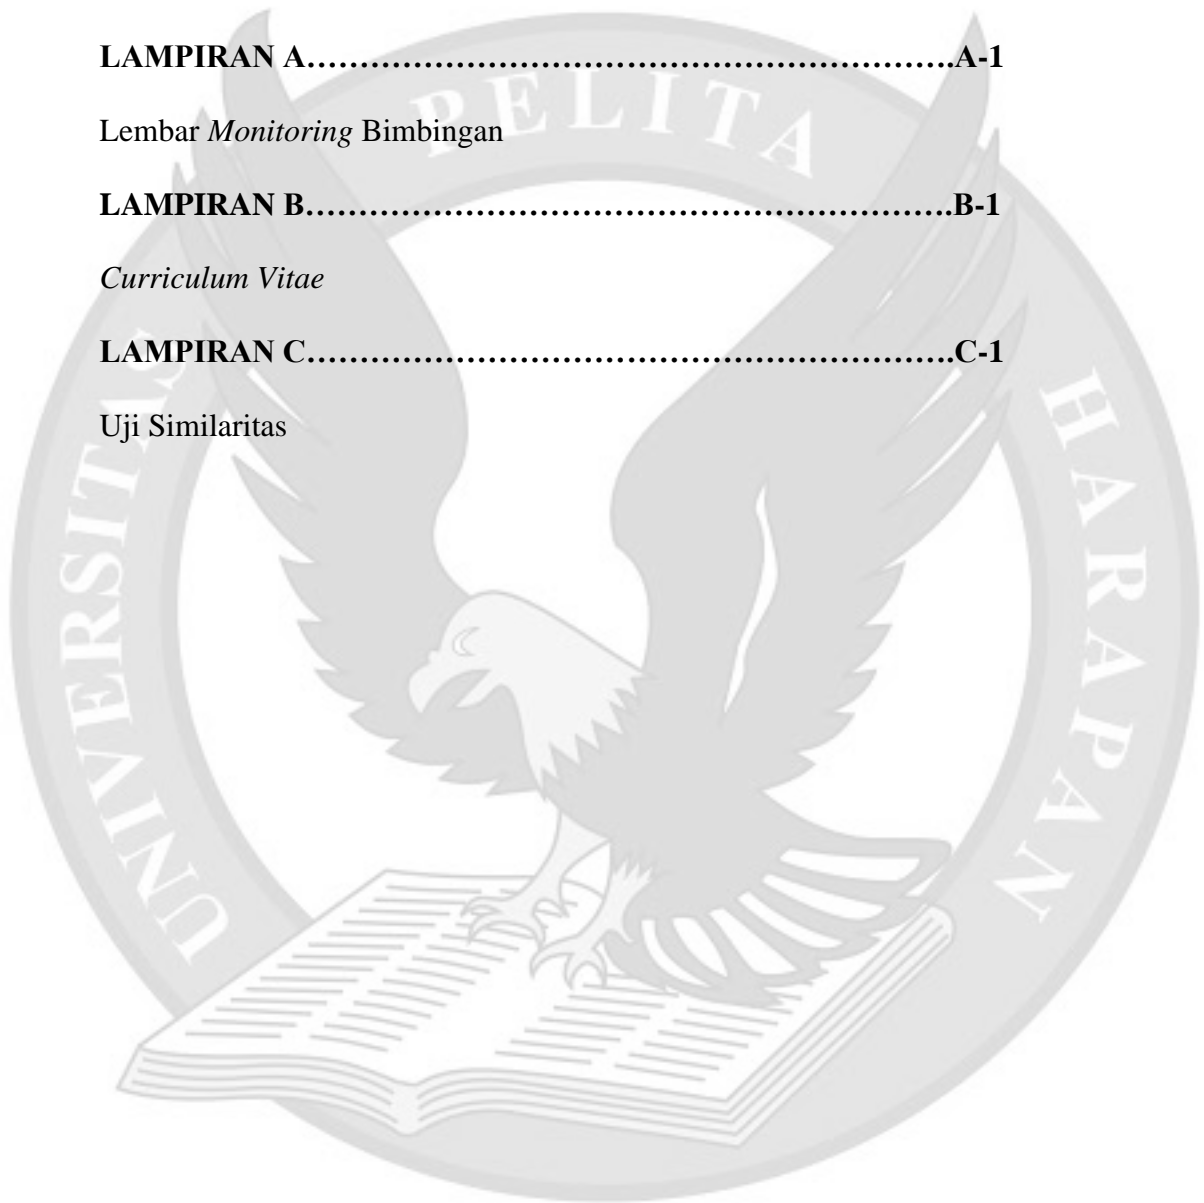 LAMPIRAN A…………………………………………………….A-1
Lembar Monitoring Bimbingan
LAMPIRAN B……………………………………………………….B-1
Curriculum Vitae
LAMPIRAN C…………………………………………………….C-1
Uji Similaritas
UNIVERSITAS PELITA HARAPAN